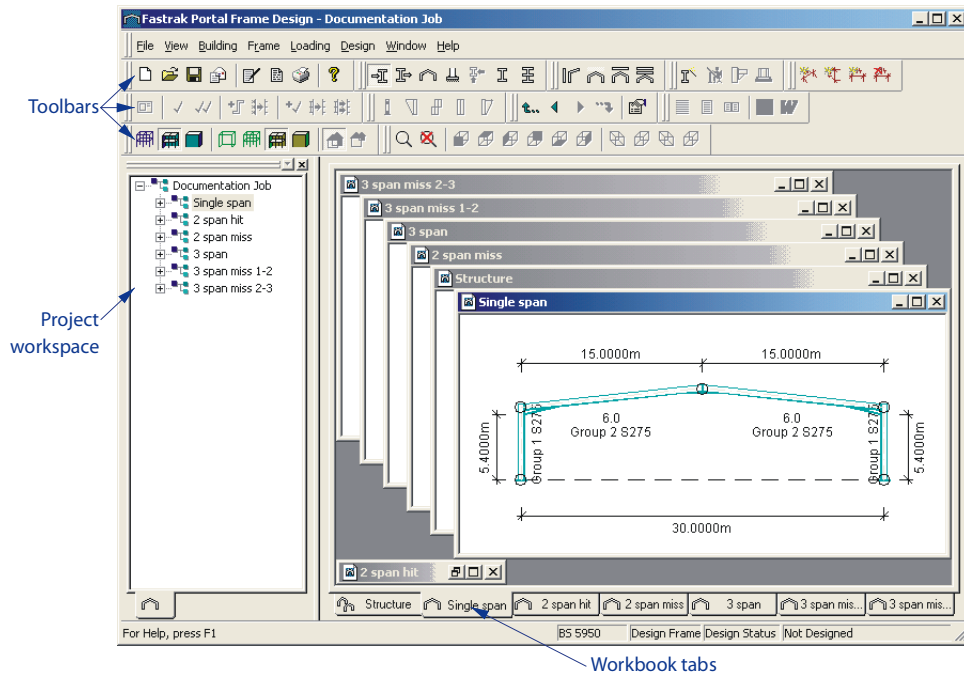 Fastrak Portal Frame Design - Documentation Job
File View Building Frame Loading Design Window Help
Toolbars
Documentation Job
Single span
2 span hit
2 span miss
3 span
3 span miss 1-2
3 span miss 2-3
Project
workspace
3 span miss 2-3
3 span miss 1-2
3 span
2 span miss
Structure
Single span
15.0000m 15.0000m
6.0 6.0
Group 2 S275 Group 2 S275
5.4000m
Group 1 S275
Group 1 S275
5.4000m
30.0000m
2 span hit
Structure Single span 2 span hit 2 span miss 3 span 3 span mis... 3 span mis...
For Help, press F1 BS 5950 Design Frame Design Status Not Designed
Workbook tabs